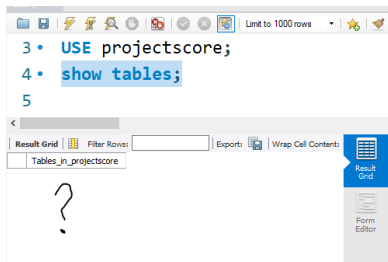 Limit to 1000 rows
3 USE projectscore;
4 show tables;
5
Result Grid Filter Rows: Export: Wrap Cell Content:
Tables_in_projectscore
Result
Grid
?
Form
Editor